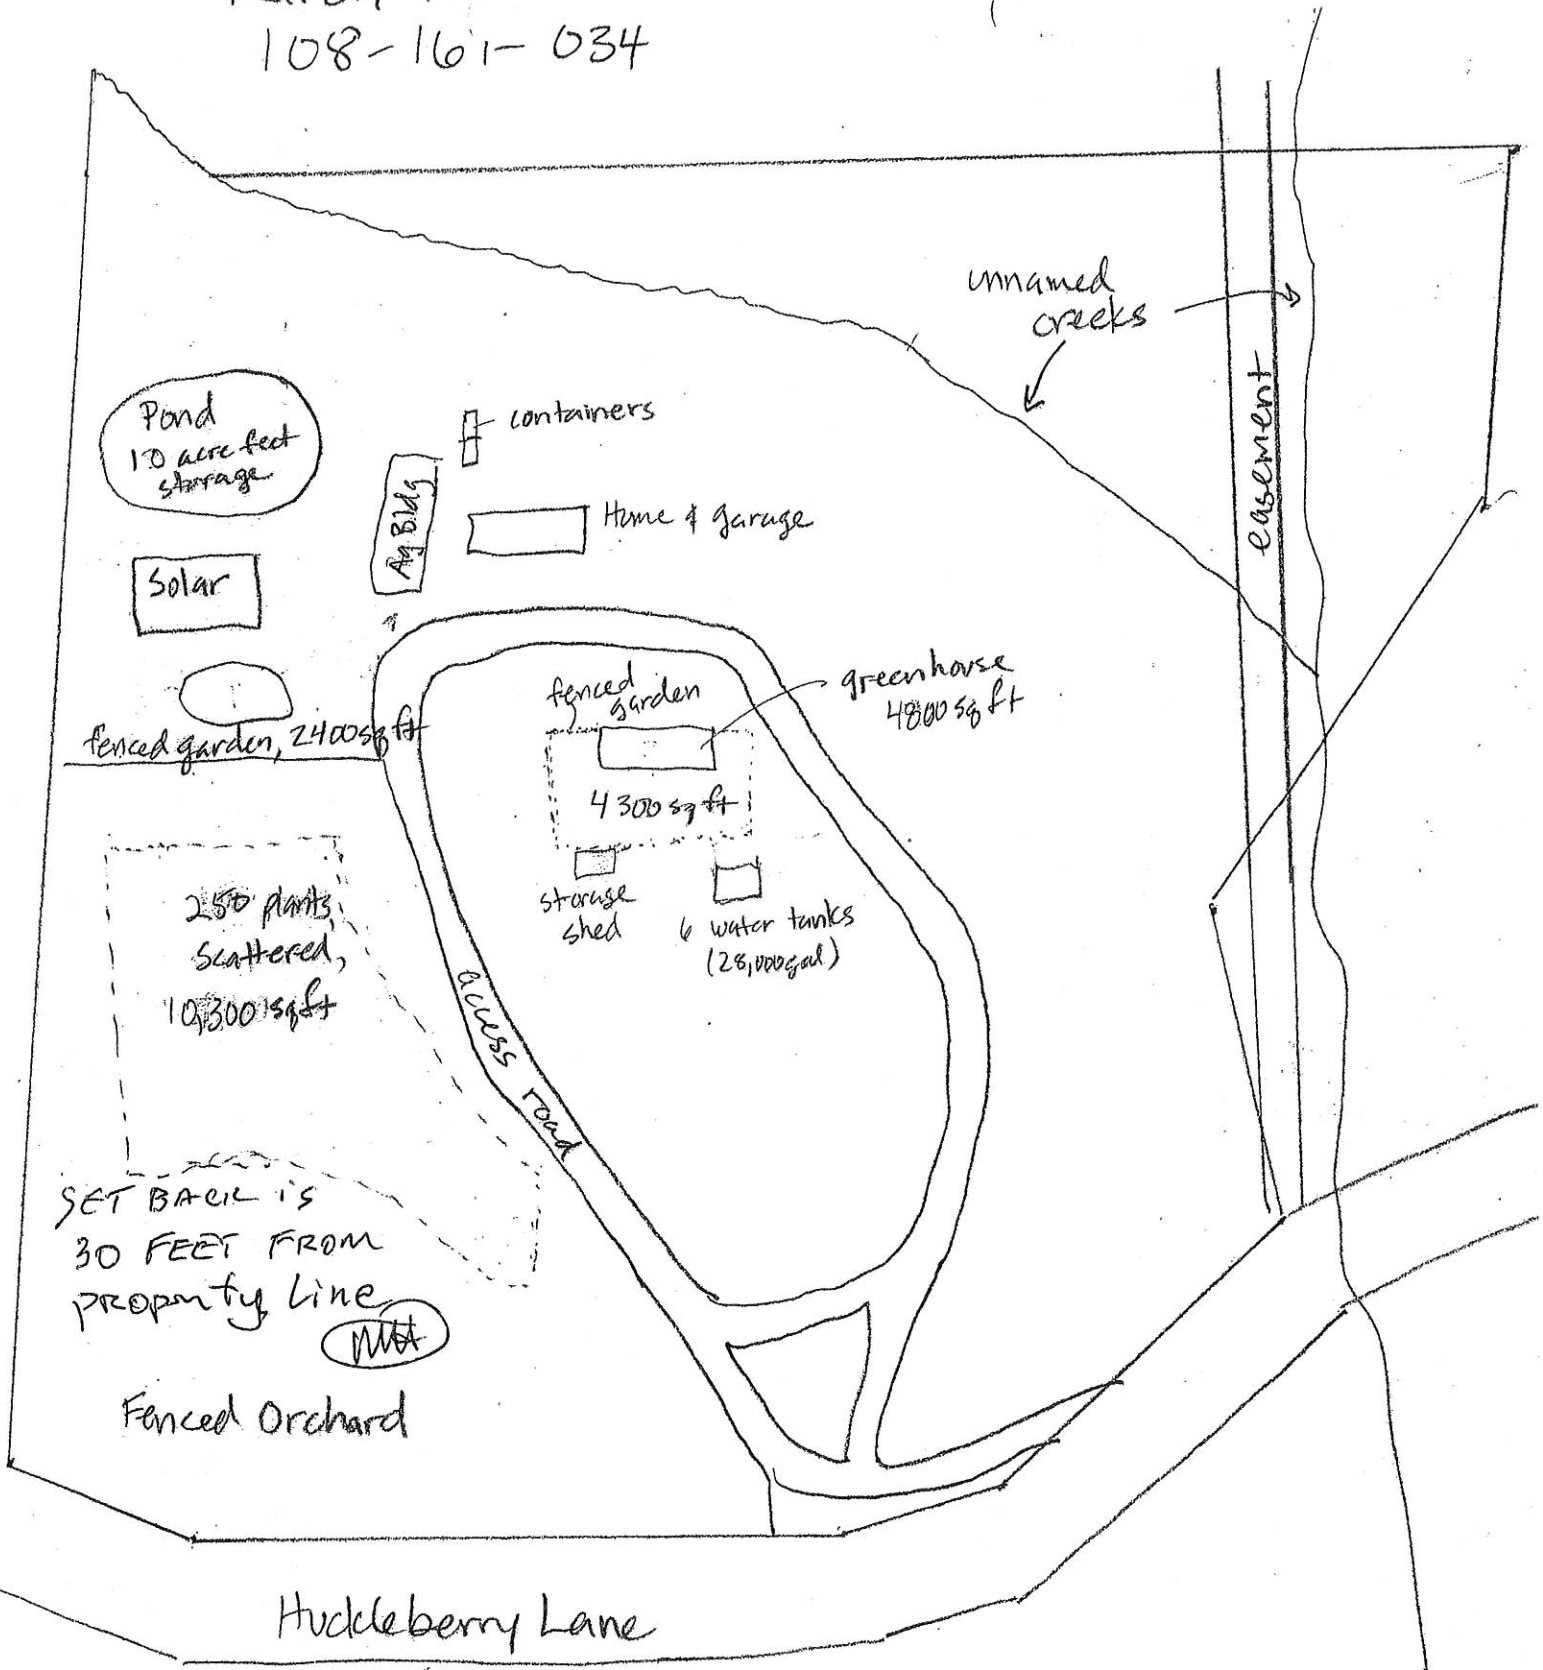 108-161-034
unnamed
creeks
easement
Pond
1.0 acre feet
storage
containers
Ag Bldg
Home & garage
Solar
fenced garden, 2400 sq ft
fenced
garden
greenhouse
4800 sq ft
4300 sq ft
storage
shed
6 water tanks
(28,000 gal)
250 plants
scattered,
10,300 sq ft
access road
SET BACK iS
30 FEET FROM
property Line
Fenced Orchard
Huckleberry Lane